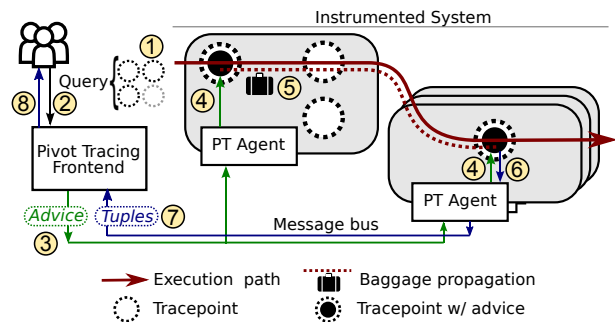 Instrumented System
1
Query
8
2
4
5
PT Agent
Pivot Tracing
Frontend
4
6
PT Agent
Advice
Tuples
7
3
Message bus
Execution path
Baggage propagation
Tracepoint
Tracepoint w/ advice